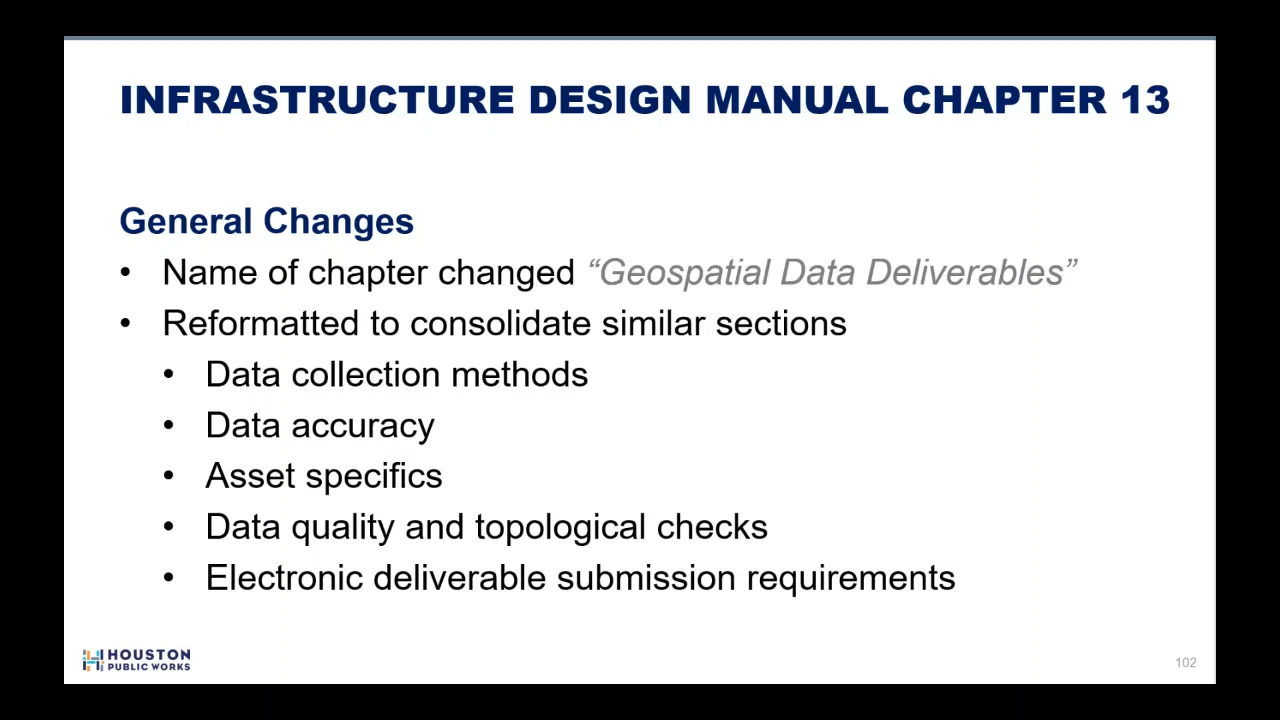 INFRASTRUCTURE DESIGN MANUAL CHAPTER 13
General Changes
• Name of chapter changed “Geospatial Data Deliverables”
• Reformatted to consolidate similar sections
• Data collection methods
• Data accuracy
• Asset specifics
• Data quality and topological checks
• Electronic deliverable submission requirements
HOUSTON
PUBLIC WORKS
102